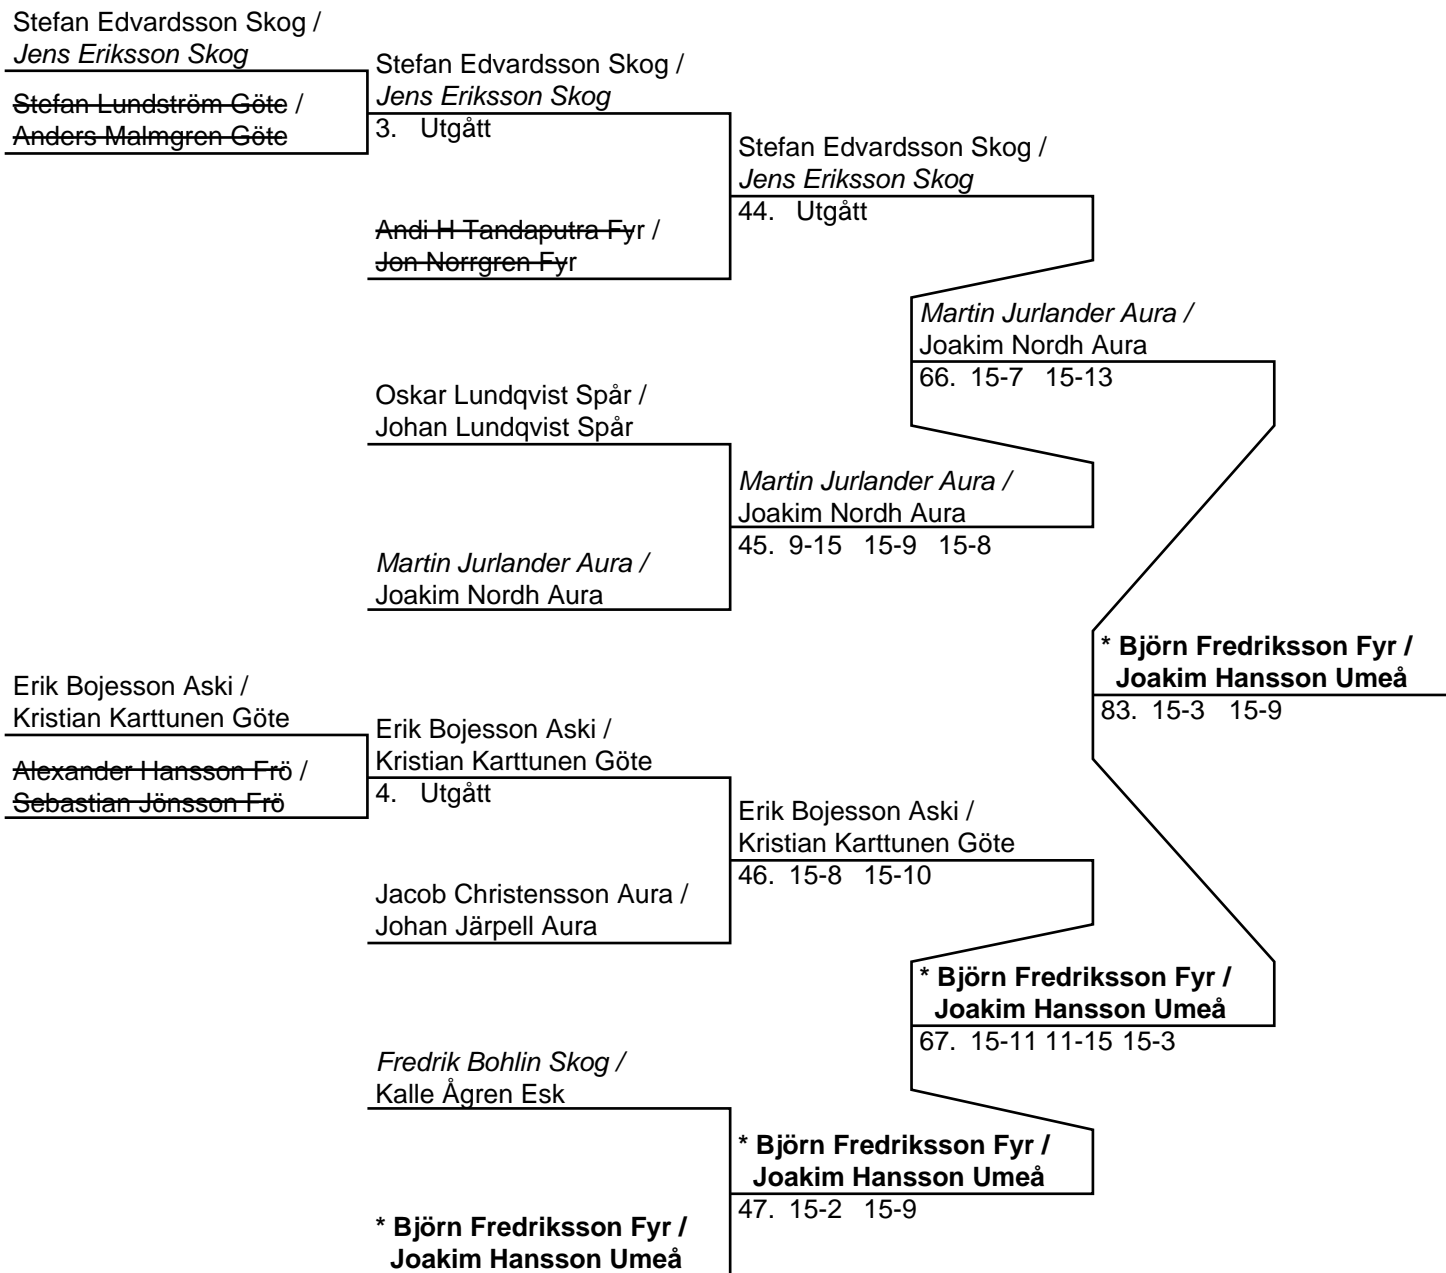 Stefan Edvardsson Skog /
Jens Eriksson Skog
Stefan Lundström Göte /
Anders Malmgren Göte
Stefan Edvardsson Skog /
Jens Eriksson Skog
3. Utgått
Andi H Tandaputra Fyr /
Jon Norrgren Fyr
Stefan Edvardsson Skog /
Jens Eriksson Skog
44. Utgått
Martin Jurlander Aura /
Joakim Nordh Aura
66. 15-7 15-13
Oskar Lundqvist Spår /
Johan Lundqvist Spår
Martin Jurlander Aura /
Joakim Nordh Aura
45. 9-15 15-9 15-8
Martin Jurlander Aura /
Joakim Nordh Aura
* Björn Fredriksson Fyr /
Joakim Hansson Umeå
83. 15-3 15-9
Erik Bojesson Aski /
Kristian Karttunen Göte
Alexander Hansson Frö /
Sebastian Jönsson Frö
Erik Bojesson Aski /
Kristian Karttunen Göte
4. Utgått
Erik Bojesson Aski /
Kristian Karttunen Göte
46. 15-8 15-10
Jacob Christensson Aura /
Johan Järpell Aura
* Björn Fredriksson Fyr /
Joakim Hansson Umeå
67. 15-11 11-15 15-3
Fredrik Bohlin Skog /
Kalle Ågren Esk
* Björn Fredriksson Fyr /
Joakim Hansson Umeå
47. 15-2 15-9
* Björn Fredriksson Fyr /
Joakim Hansson Umeå